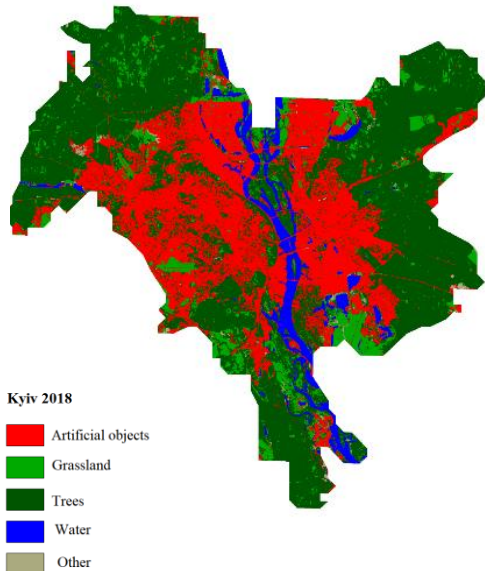 Kyiv 2018
Artificial objects
Grassland
Trees
Water
Other